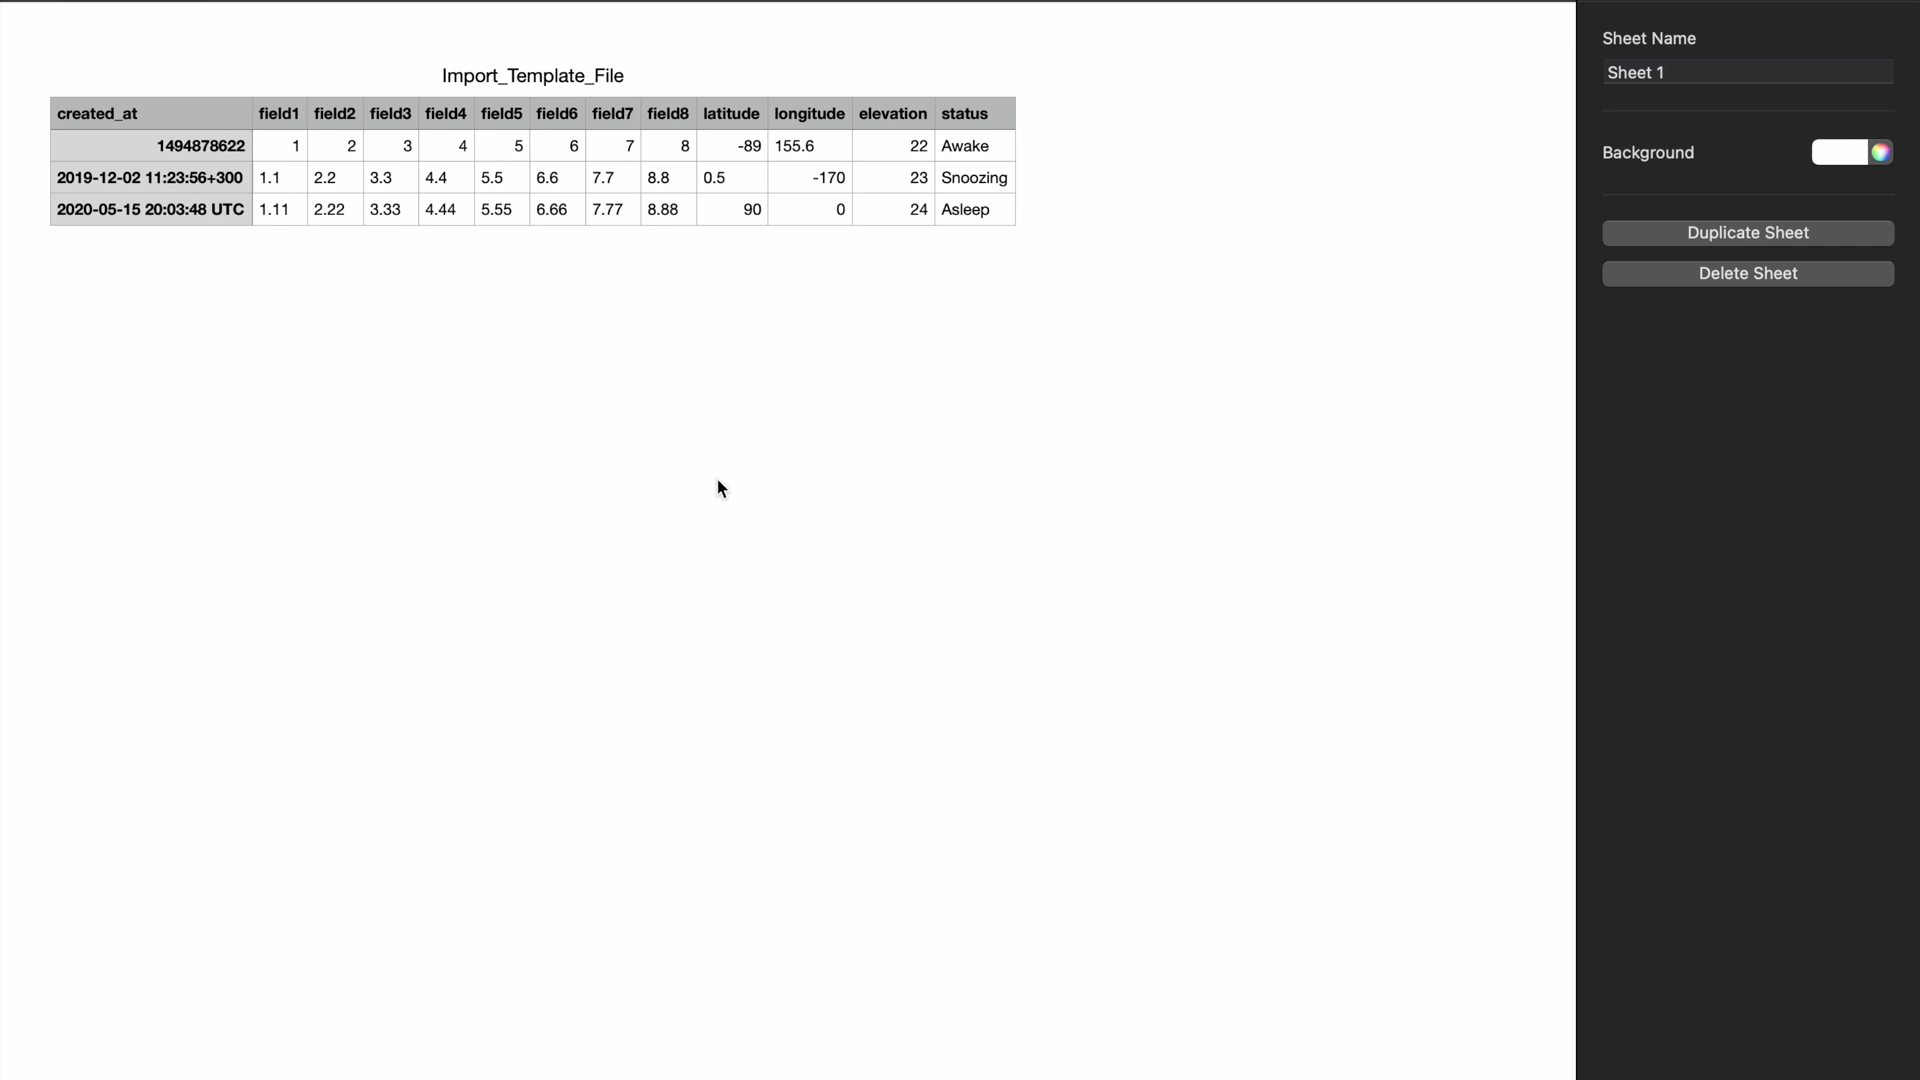 Import_Template_File
created_at field1 field2 field3 field4 field5 field6 field7 field8 latitude longitude elevation status
1494878622 1 2 3 4 5 6 7 8 -89 155.6 22 Awake
2019-12-02 11:23:56+300 1.1 2.2 3.3 4.4 5.5 6.6 7.7 8.8 0.5 -170 23 Snoozing
2020-05-15 20:03:48 UTC 1.11 2.22 3.33 4.44 5.55 6.66 7.77 8.88 90 0 24 Asleep
Sheet Name
Sheet 1
Background
Duplicate Sheet
Delete Sheet